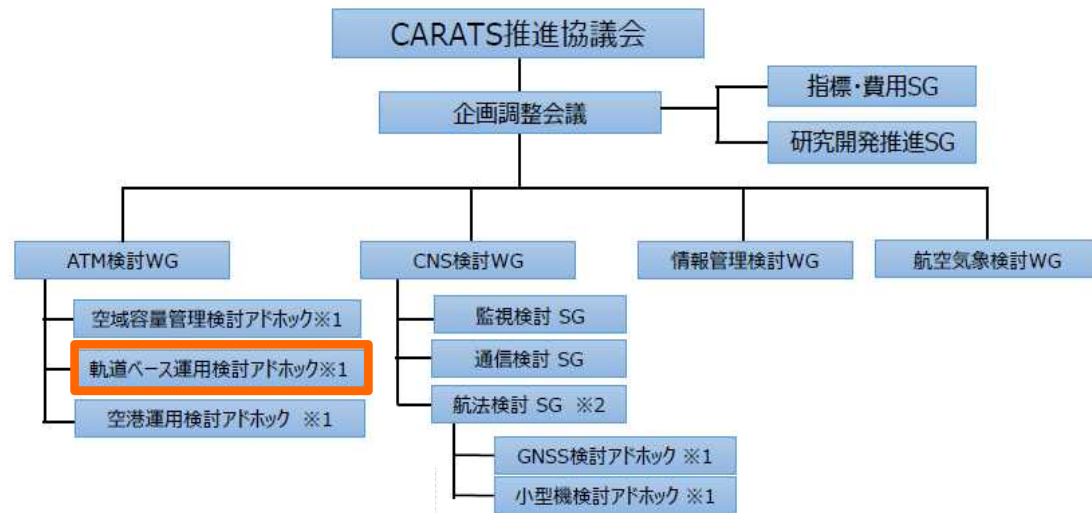 CARATS推進協議会
企画調整会議
指標・費用SG
研究開発推進SG
ATM検討WG
CNS検討WG
情報管理検討WG
航空気象検討WG
空域容量管理検討アドホック※1
軌道ベース運用検討アドホック※1
空港運用検討アドホック ※1
監視検討 SG
通信検討 SG
航法検討 SG ※2
GNSS検討アドホック ※1
小型機検討アドホック ※1